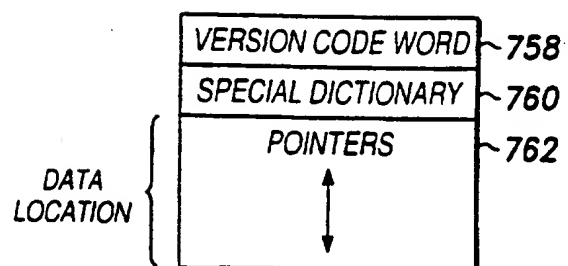 VERSION CODE WORD 758
SPECIAL DICTIONARY 760
POINTERS 762
DATA
LOCATION